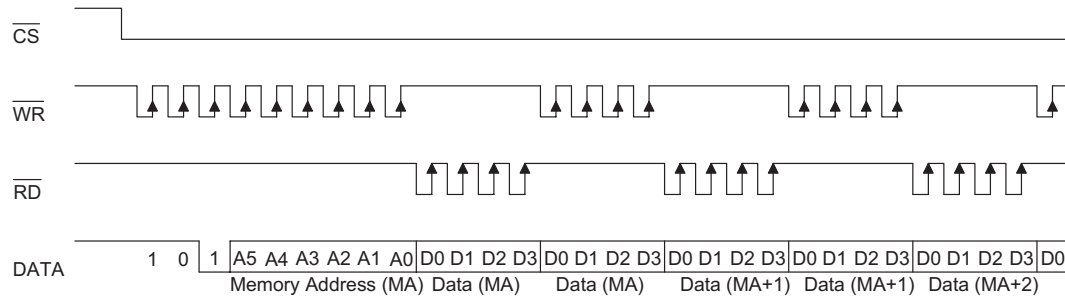 CS
WR
RD
DATA 1 0 1 A5 A4 A3 A2 A1 A0 D0 D1 D2 D3 D0 D1 D2 D3 D0 D1 D2 D3 D0 D1 D2 D3 D0 D1 D2 D3 D0
Memory Address (MA) Data (MA) Data (MA) Data (MA+1) Data (MA+1) Data (MA+2)